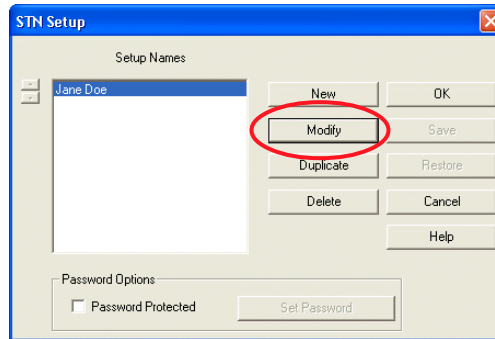 STN Setup
Setup Names
Jane Doe
New
OK
Modify
Save
Duplicate
Restore
Delete
Cancel
Help
Password Options
Password Protected
Set Password